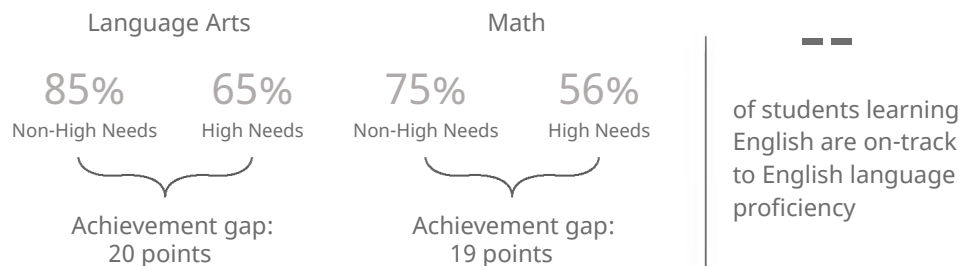 Language Arts
85%
Non-High Needs
65%
High Needs
Achievement gap:
20 points
Math
75%
Non-High Needs
56%
High Needs
Achievement gap:
19 points
--
of students learning
English are on-track
to English language
proficiency